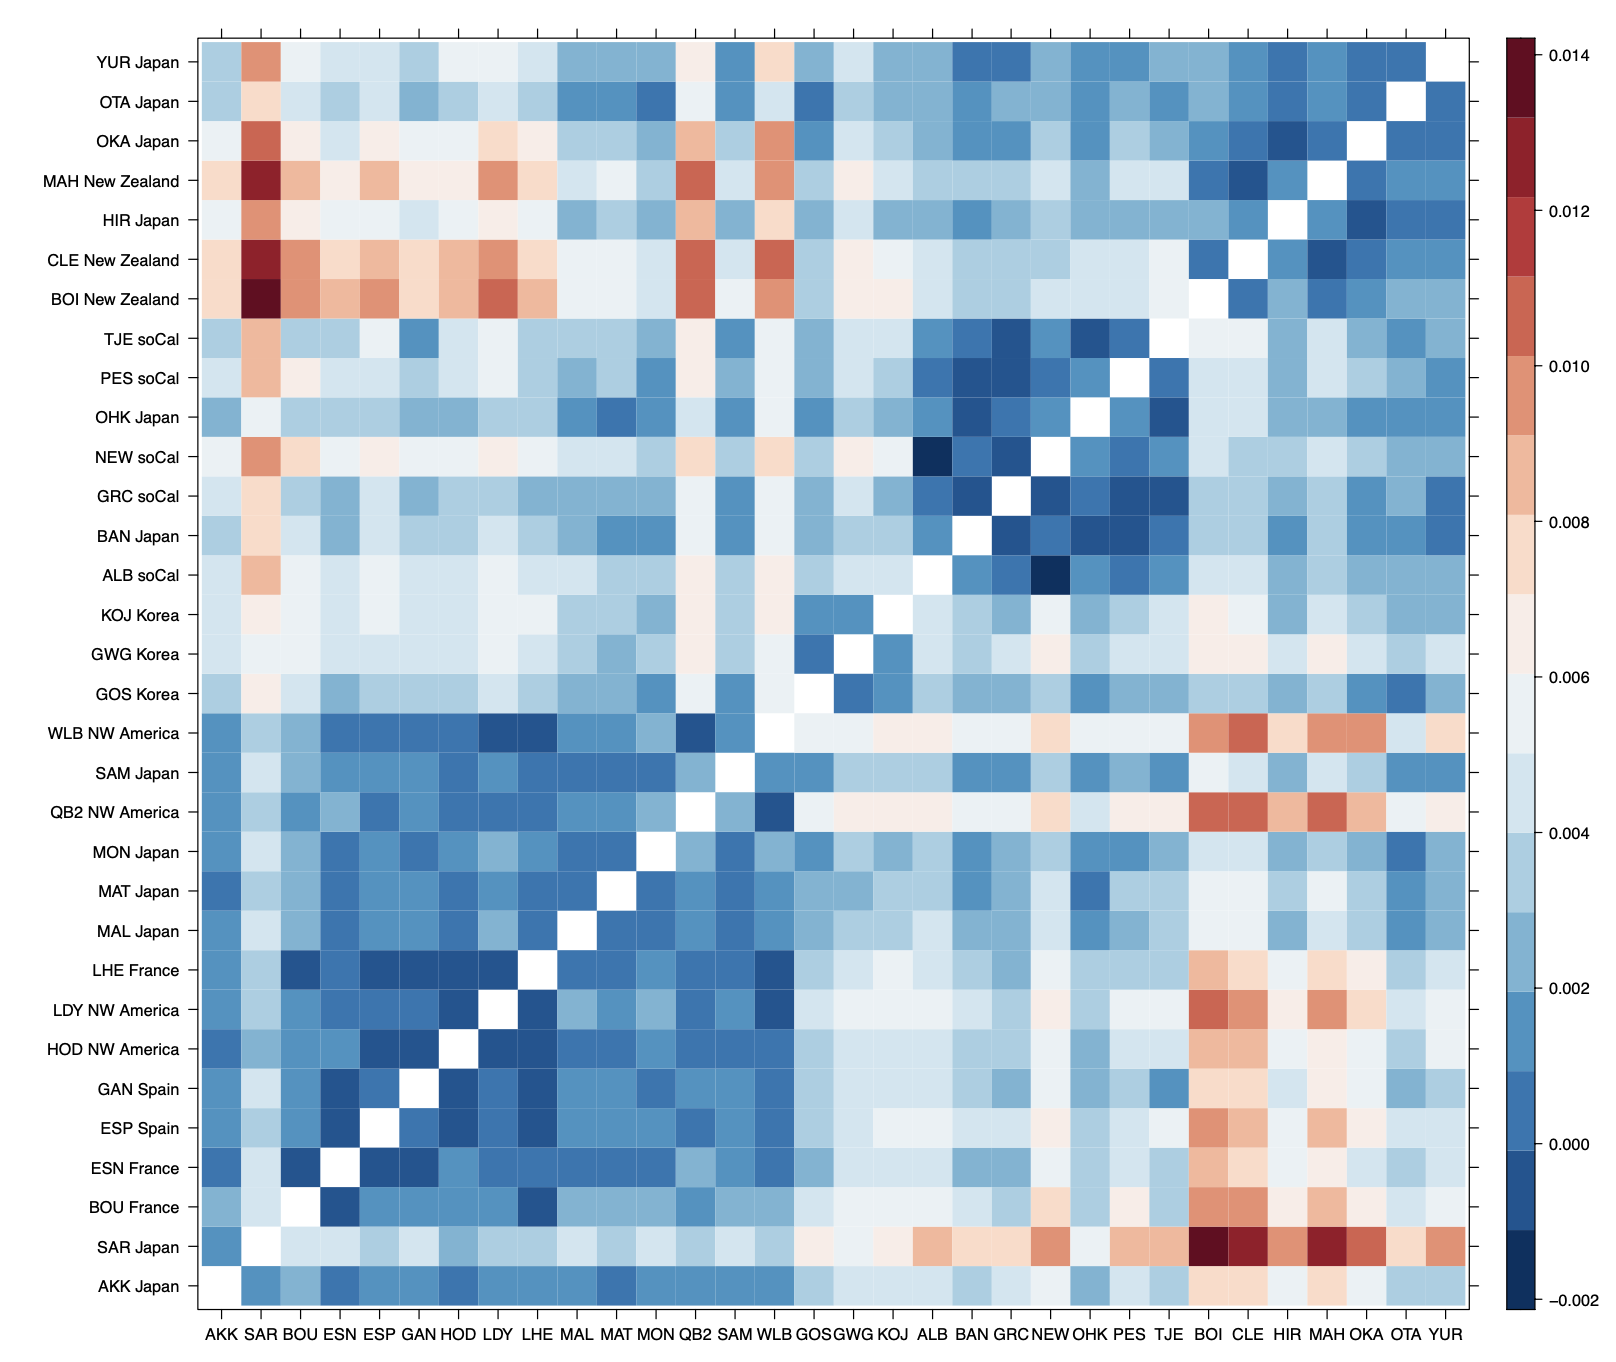 YUR Japan
OTA Japan
OKA Japan
MAH New Zealand
HIR Japan
CLE New Zealand
BOI New Zealand
TJE soCal
PES soCal
OHK Japan
NEW soCal
GRC soCal
BAN Japan
ALB soCal
KOJ Korea
GWG Korea
GOS Korea
WLB NW America
SAM Japan
QB2 NW America
MON Japan
MAT Japan
MAL Japan
LHE France
LDY NW America
HOD NW America
GAN Spain
ESP Spain
ESN France
BOU France
SAR Japan
AKK Japan
AKK SAR BOU ESN ESP GAN HOD LDY LHE MAL MAT MON QB2 SAM WLB GOS GWG KOJ ALB BAN GRC NEW OHK PES TJE BOI CLE HIR MAH OKA OTA YUR
0.014
0.012
0.010
0.008
0.006
0.004
0.002
0.000
−0.002